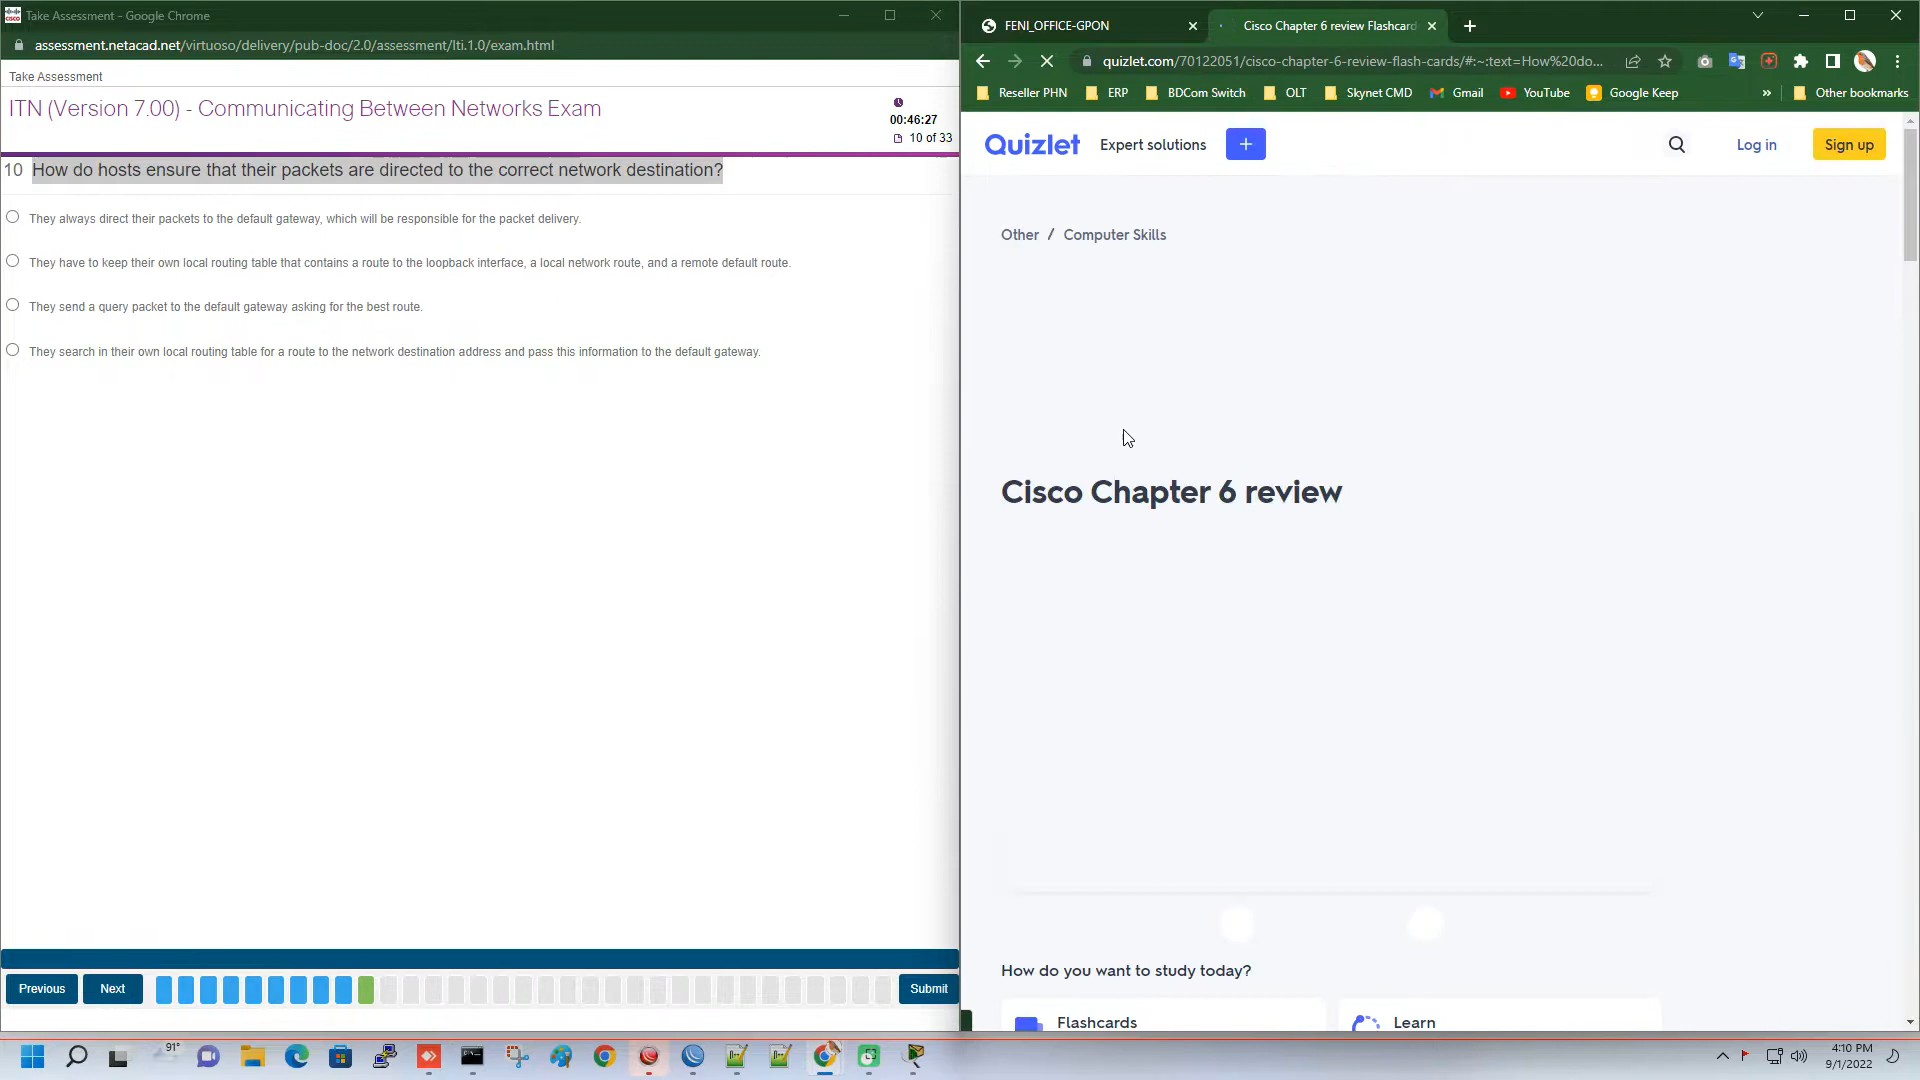 Take Assessment - Google Chrome
assessment.netacad.net/virtuoso/delivery/pub-doc/2.0/assessment/lti.1.0/exam.html
Take Assessment
ITN (Version 7.00) - Communicating Between Networks Exam
00:46:27
10 of 33
10 How do hosts ensure that their packets are directed to the correct network destination?
They always direct their packets to the default gateway, which will be responsible for the packet delivery.
They have to keep their own local routing table that contains a route to the loopback interface, a local network route, and a remote default route.
They send a query packet to the default gateway asking for the best route.
They search in their own local routing table for a route to the network destination address and pass this information to the default gateway.
Previous
Next
Submit
FENI_OFFICE-GPON
Cisco Chapter 6 review Flashcard
quizlet.com/70122051/cisco-chapter-6-review-flash-cards/#:~:text=How%20do...
Reseller PHN
ERP
BDCom Switch
OLT
Skynet CMD
Gmail
YouTube
Google Keep
»
Other bookmarks
Quizlet
Expert solutions
+
Log in
Sign up
Other / Computer Skills
Cisco Chapter 6 review
How do you want to study today?
Flashcards
Learn
91°
4:10 PM
9/1/2022